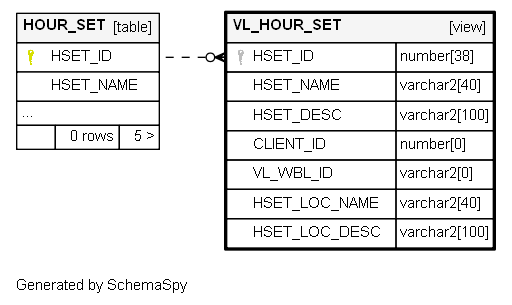 HOUR_SET [table]
HSET_ID
HSET_NAME
...
0 rows 5 >
VL_HOUR_SET [view]
HSET_ID number[38]
HSET_NAME varchar2[40]
HSET_DESC varchar2[100]
CLIENT_ID number[0]
VL_WBL_ID varchar2[0]
HSET_LOC_NAME varchar2[40]
HSET_LOC_DESC varchar2[100]
Generated by SchemaSpy